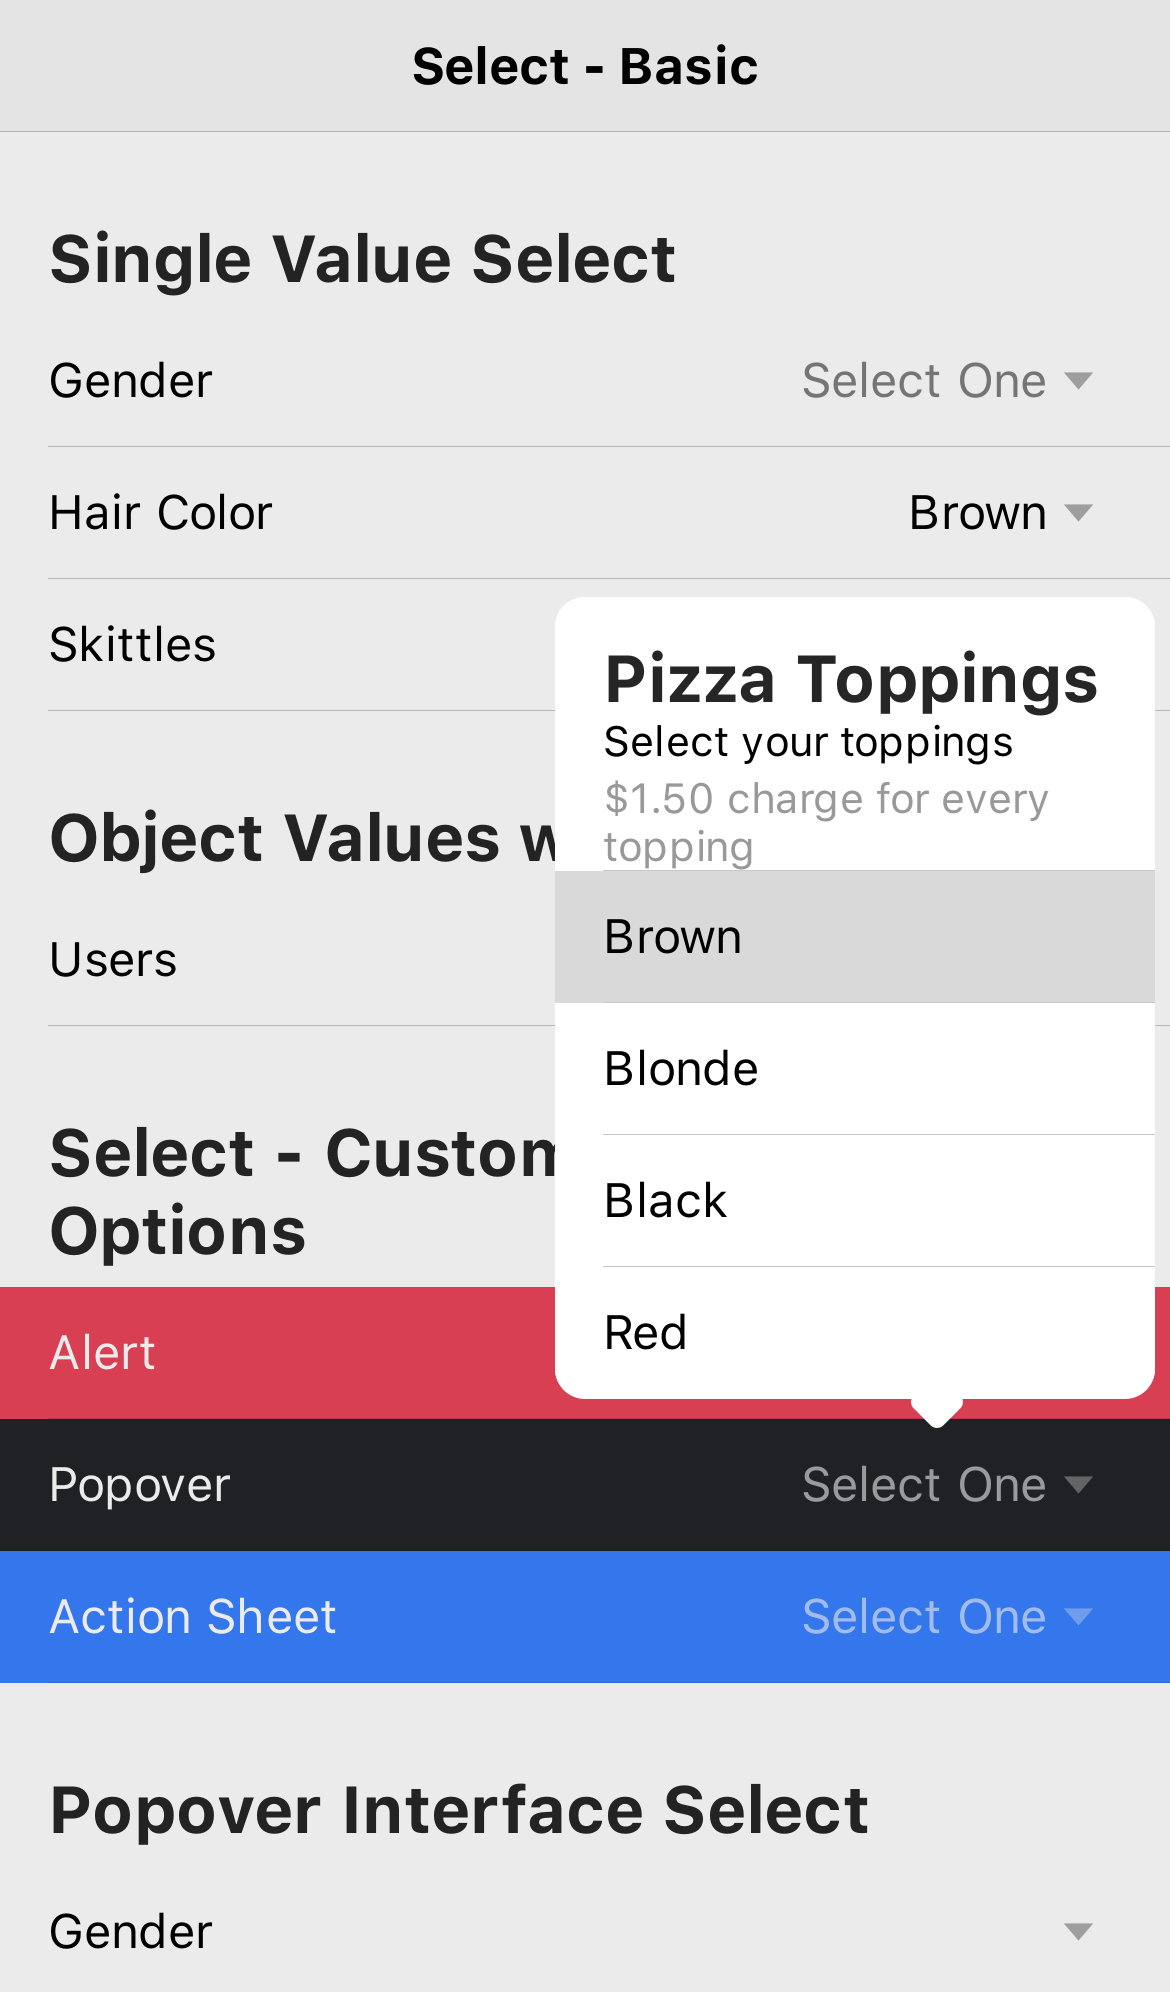 Select - Basic
Single Value Select
Gender Select One
Hair Color Brown
Skittles
Pizza Toppings
Select your toppings
$1.50 charge for every
topping
Brown
Blonde
Black
Red
Object Values
Users
Select - Custom
Options
Alert
Popover Select One
Action Sheet Select One
Popover Interface Select
Gender